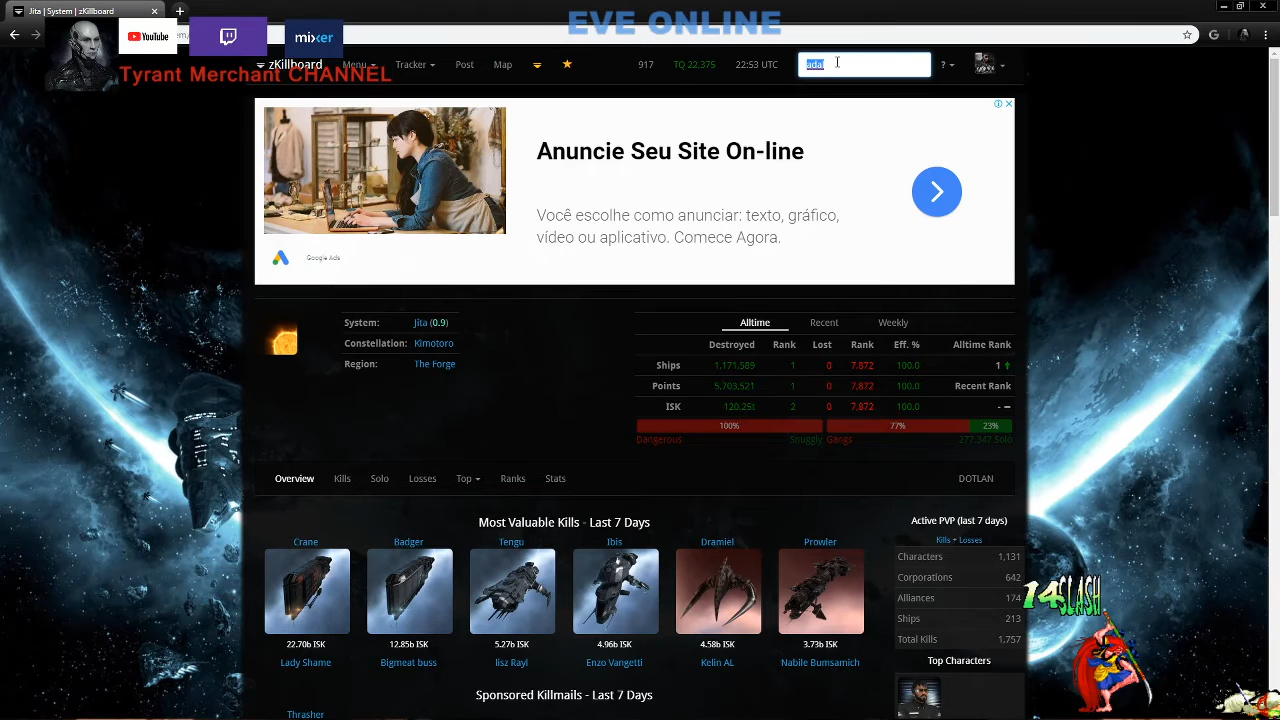 Jita | System | zKillboard
EVE ONLINE
YouTube
mixer
Tyrant Merchant CHANNEL
zKillboard
Menu
Tracker
Post
Map
917
TQ 22,375
22:53 UTC
ada
?
Anuncie Seu Site On-line
Você escolhe como anunciar: texto, gráfico,
vídeo ou aplicativo. Comece Agora.
Google Ads
System: Jita (0.9)
Constellation: Kimotoro
Region: The Forge
Alltime Recent Weekly
Destroyed Rank Lost Rank Eff. % Alltime Rank
Ships 1,171,589 1 0 7,872 100.0 1
Points 5,703,521 1 0 7,872 100.0 Recent Rank
ISK 120.25t 2 0 7,872 100.0 -
100% 77% 23%
Dangerous Snuggly Gangs 277,347 Solo
Overview Kills Solo Losses Top Ranks Stats DOTLAN
Most Valuable Kills - Last 7 Days
Crane Badger Tengu Ibis Dramiel Prowler
22.70b ISK 12.85b ISK 5.27b ISK 4.96b ISK 4.58b ISK 3.73b ISK
Lady Shame Bigmeat buss lisz Rayl Enzo Vangetti Kelin AL Nabile Bumsamich
Sponsored Killmails - Last 7 Days
Thrasher
Active PVP (last 7 days)
Kills + Losses
Characters 1,131
Corporations 642
Alliances 174
Ships 213
Total Kills 1,757
Top Characters
14SLASH